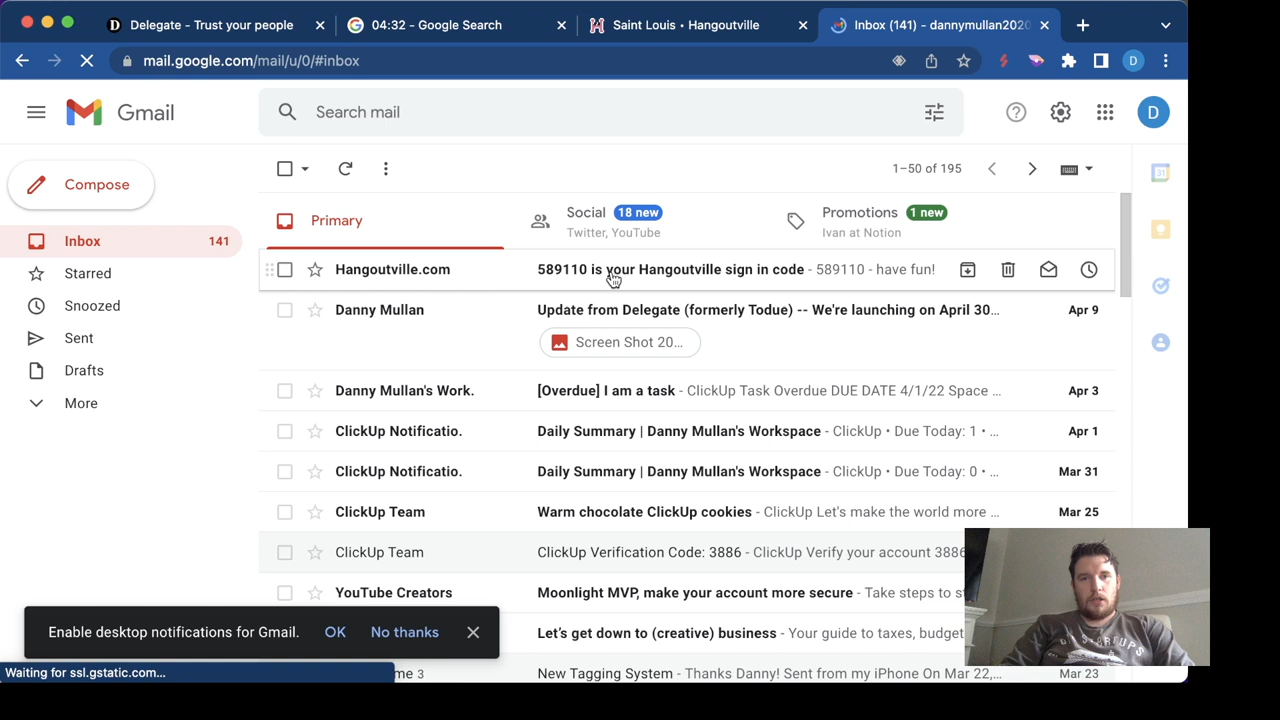 Delegate - Trust your people
04:32 - Google Search
Saint Louis • Hangoutville
Inbox (141) - dannymullan2020
mail.google.com/mail/u/0/#inbox
D
Gmail
Search mail
D
Compose
1–50 of 195
31
Primary
Social 18 new
Twitter, YouTube
Promotions 1 new
Ivan at Notion
Inbox 141
Starred
Snoozed
Sent
Drafts
More
Hangoutville.com 589110 is your Hangoutville sign in code - 589110 - have fun!
Danny Mullan Update from Delegate (formerly Todue) -- We're launching on April 30... Apr 9
Screen Shot 20...
Danny Mullan's Work. [Overdue] I am a task - ClickUp Task Overdue DUE DATE 4/1/22 Space ... Apr 3
ClickUp Notificatio. Daily Summary | Danny Mullan's Workspace - ClickUp • Due Today: 1 • ... Apr 1
ClickUp Notificatio. Daily Summary | Danny Mullan's Workspace - ClickUp • Due Today: 0 • ... Mar 31
ClickUp Team Warm chocolate ClickUp cookies - ClickUp Let's make the world more ... Mar 25
ClickUp Team ClickUp Verification Code: 3886 - ClickUp Verify your account 3886
YouTube Creators Moonlight MVP, make your account more secure - Take steps to st
Let's get down to (creative) business - Your guide to taxes, budget
me 3 New Tagging System - Thanks Danny! Sent from my iPhone On Mar 22,... Mar 23
Enable desktop notifications for Gmail. OK No thanks
Waiting for ssl.gstatic.com...